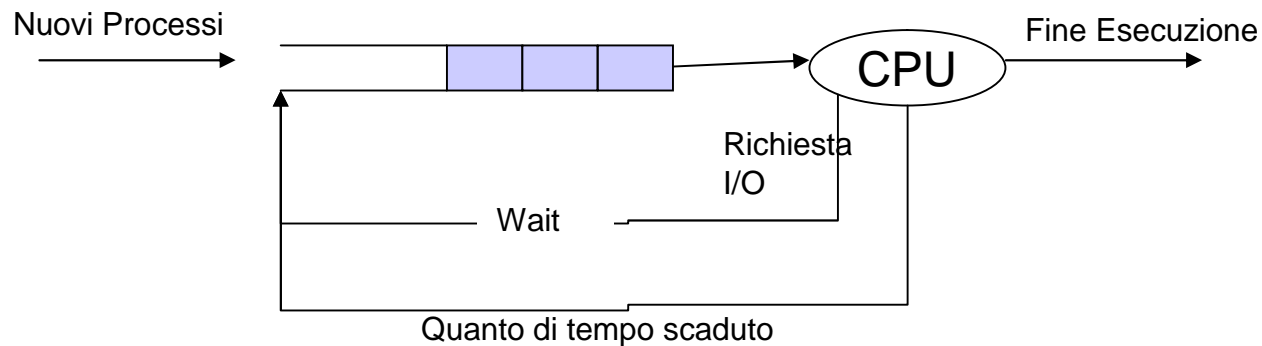 Nuovi Processi
Fine Esecuzione
CPU
Richiesta
I/O
Wait
Quanto di tempo scaduto